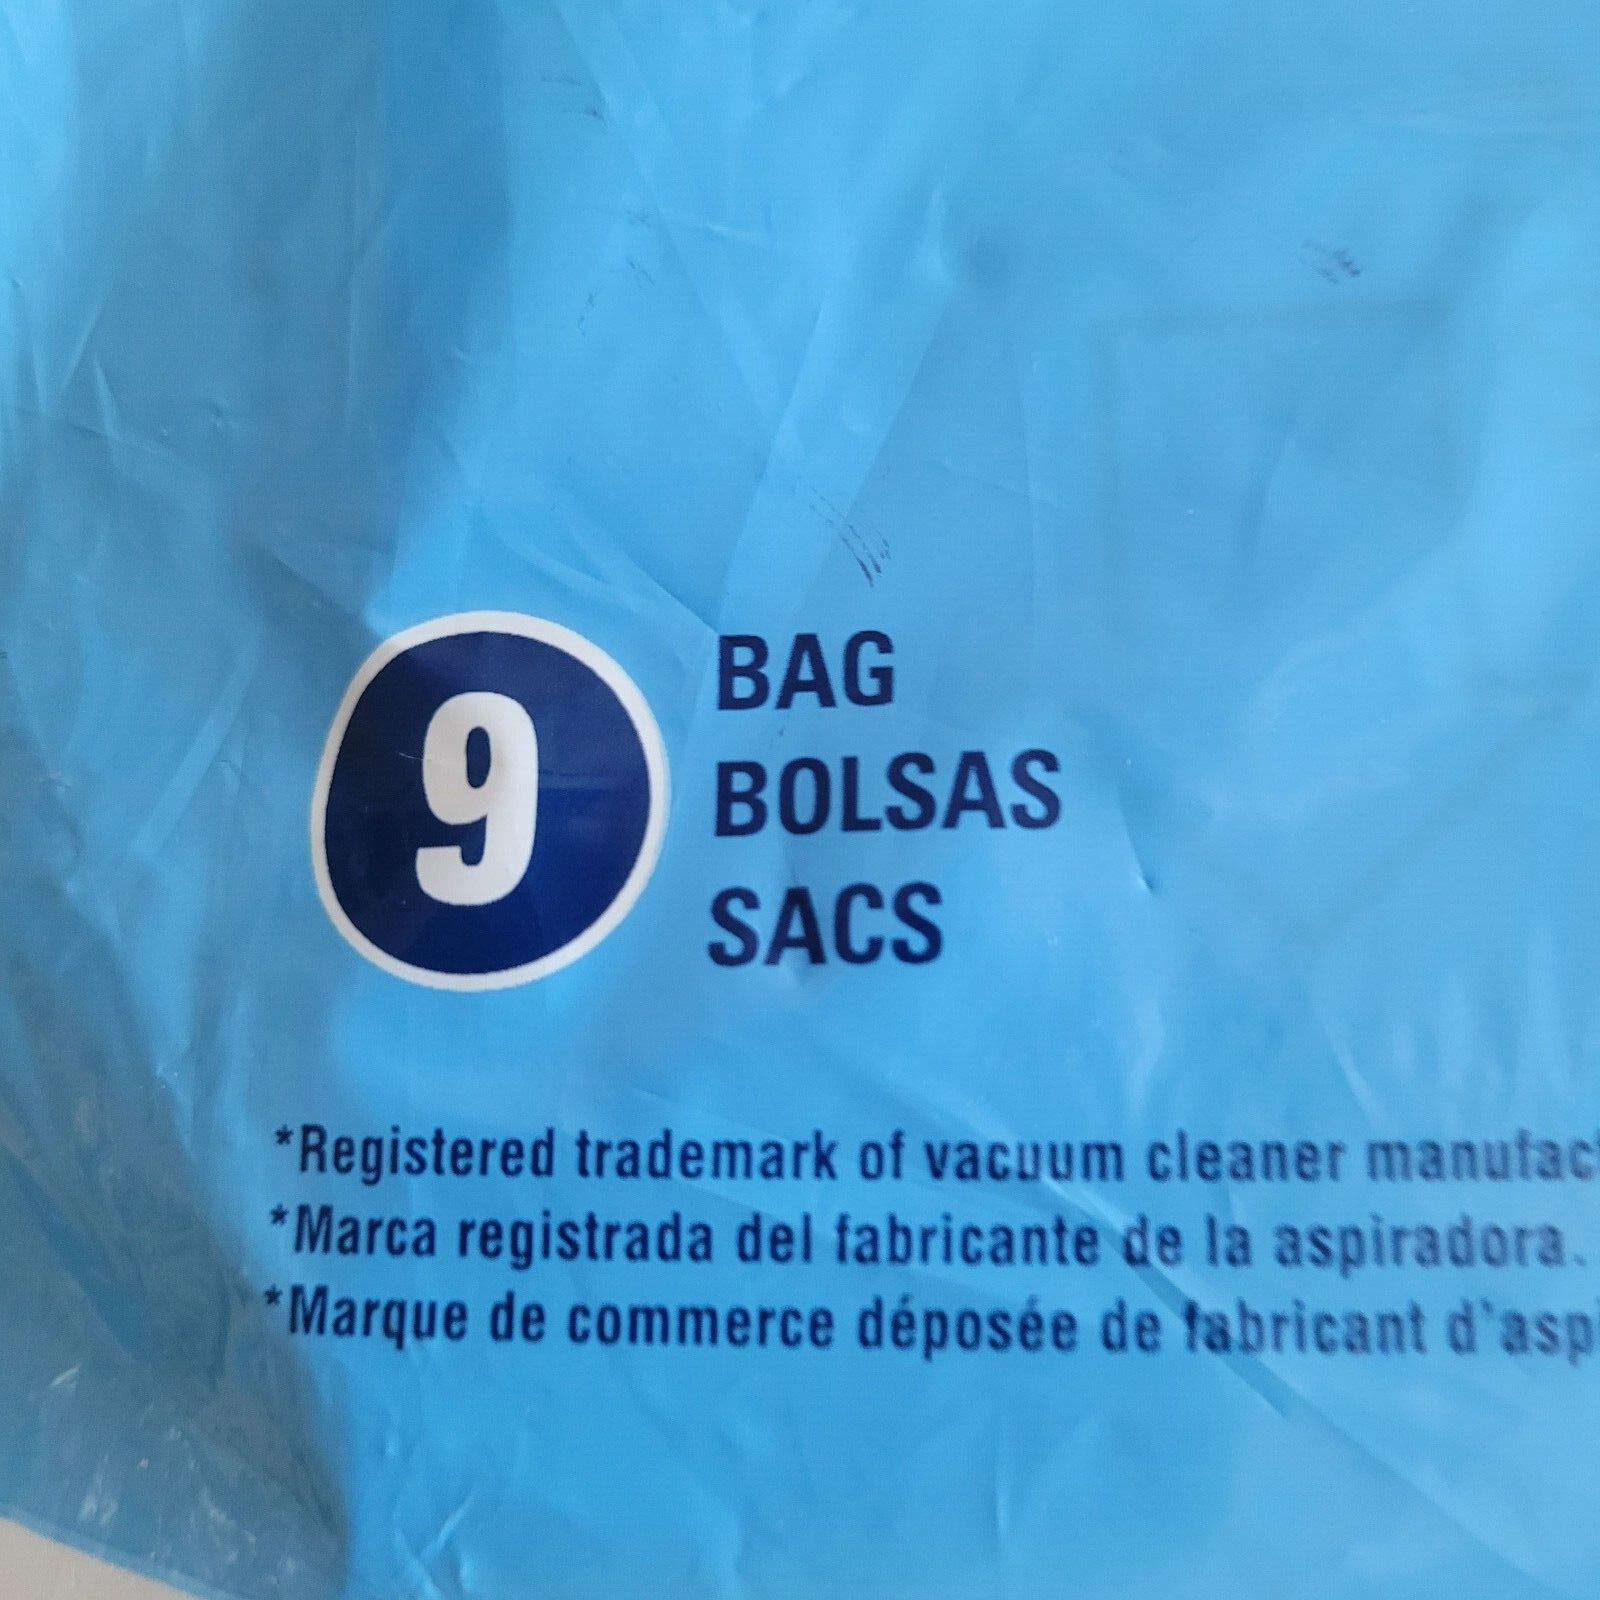 9
BAG
BOLSAS
SACS
*Registered trademark of vacuum cleaner
*Marca registrada del fabricante de la aspiradora.
*Marque de commerce déposée de fabricant